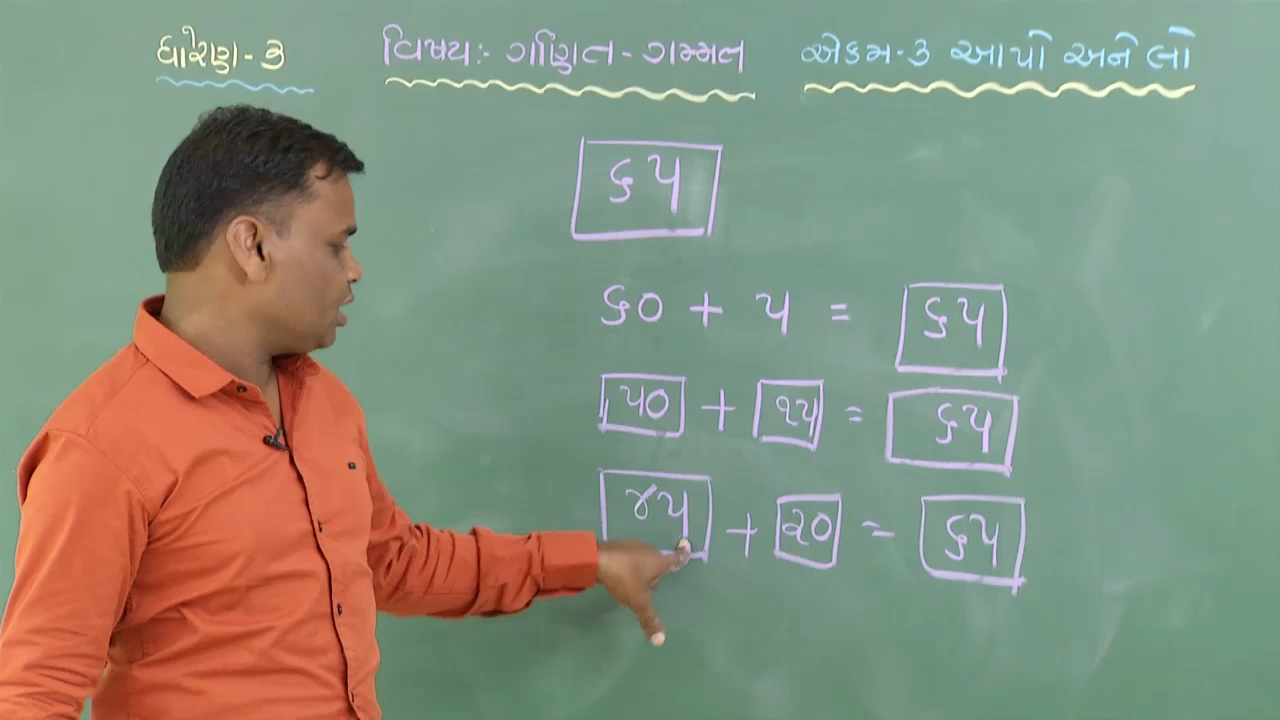 ધોરણ-૩ વિષય:- ગણિત-ગમ્મત એકમ-૩ આપો અને લો
૬૫
૬૦ + ૫ = ૬૫
૫૦ + ૧૫ = ૬૫
૪૫ + ૨૦ = ૬૫